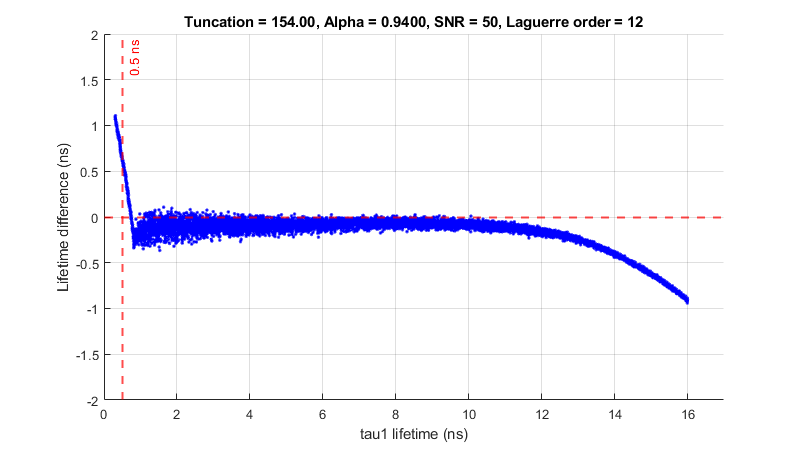 Tuncation = 154.00, Alpha = 0.9400, SNR = 50, Laguerre order = 12
Lifetime difference (ns)
2
1.5
1
0.5
0
-0.5
-1
-1.5
-2
0.5 ns
0 2 4 6 8 10 12 14 16
tau1 lifetime (ns)